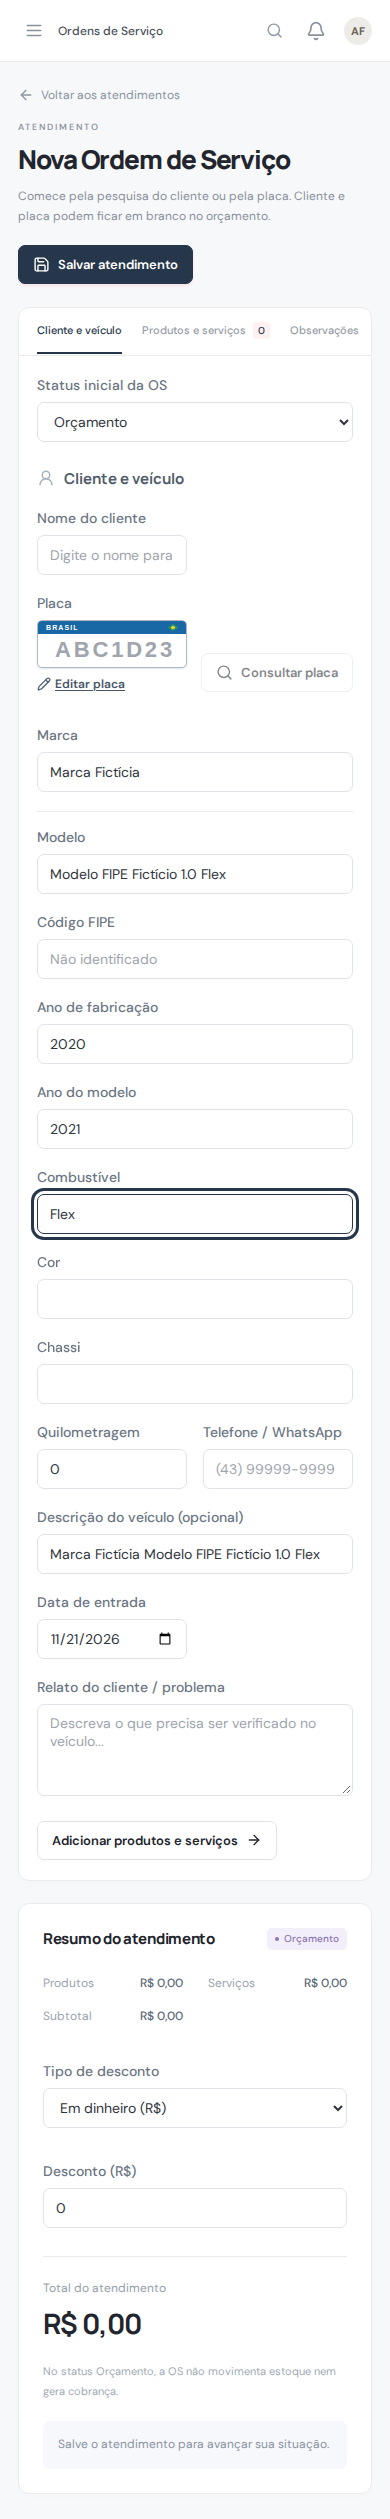 Ordens de Serviço
AF
Voltar aos atendimentos
ATENDIMENTO
Nova Ordem de Serviço
Comece pela pesquisa do cliente ou pela placa. Cliente e
placa podem ficar em branco no orçamento.
Salvar atendimento
Cliente e veículo
Produtos e serviços 0
Observações
Status inicial da OS
Orçamento
Cliente e veículo
Nome do cliente
Digite o nome para
Placa
BRASIL
ABC1D23
Editar placa
Consultar placa
Marca
Marca Fictícia
Modelo
Modelo FIPE Fictício 1.0 Flex
Código FIPE
Não identificado
Ano de fabricação
2020
Ano do modelo
2021
Combustível
Flex
Cor
Chassi
Quilometragem
Telefone / WhatsApp
0
(43) 99999-9999
Descrição do veículo (opcional)
Marca Fictícia Modelo FIPE Fictício 1.0 Flex
Data de entrada
11/21/2026
Relato do cliente / problema
Descreva o que precisa ser verificado no
veículo...
Adicionar produtos e serviços
Resumo do atendimento
Orçamento
Produtos R$ 0,00 Serviços R$ 0,00
Subtotal R$ 0,00
Tipo de desconto
Em dinheiro (R$)
Desconto (R$)
0
Total do atendimento
R$ 0,00
No status Orçamento, a OS não movimenta estoque nem
gera cobrança.
Salve o atendimento para avançar sua situação.